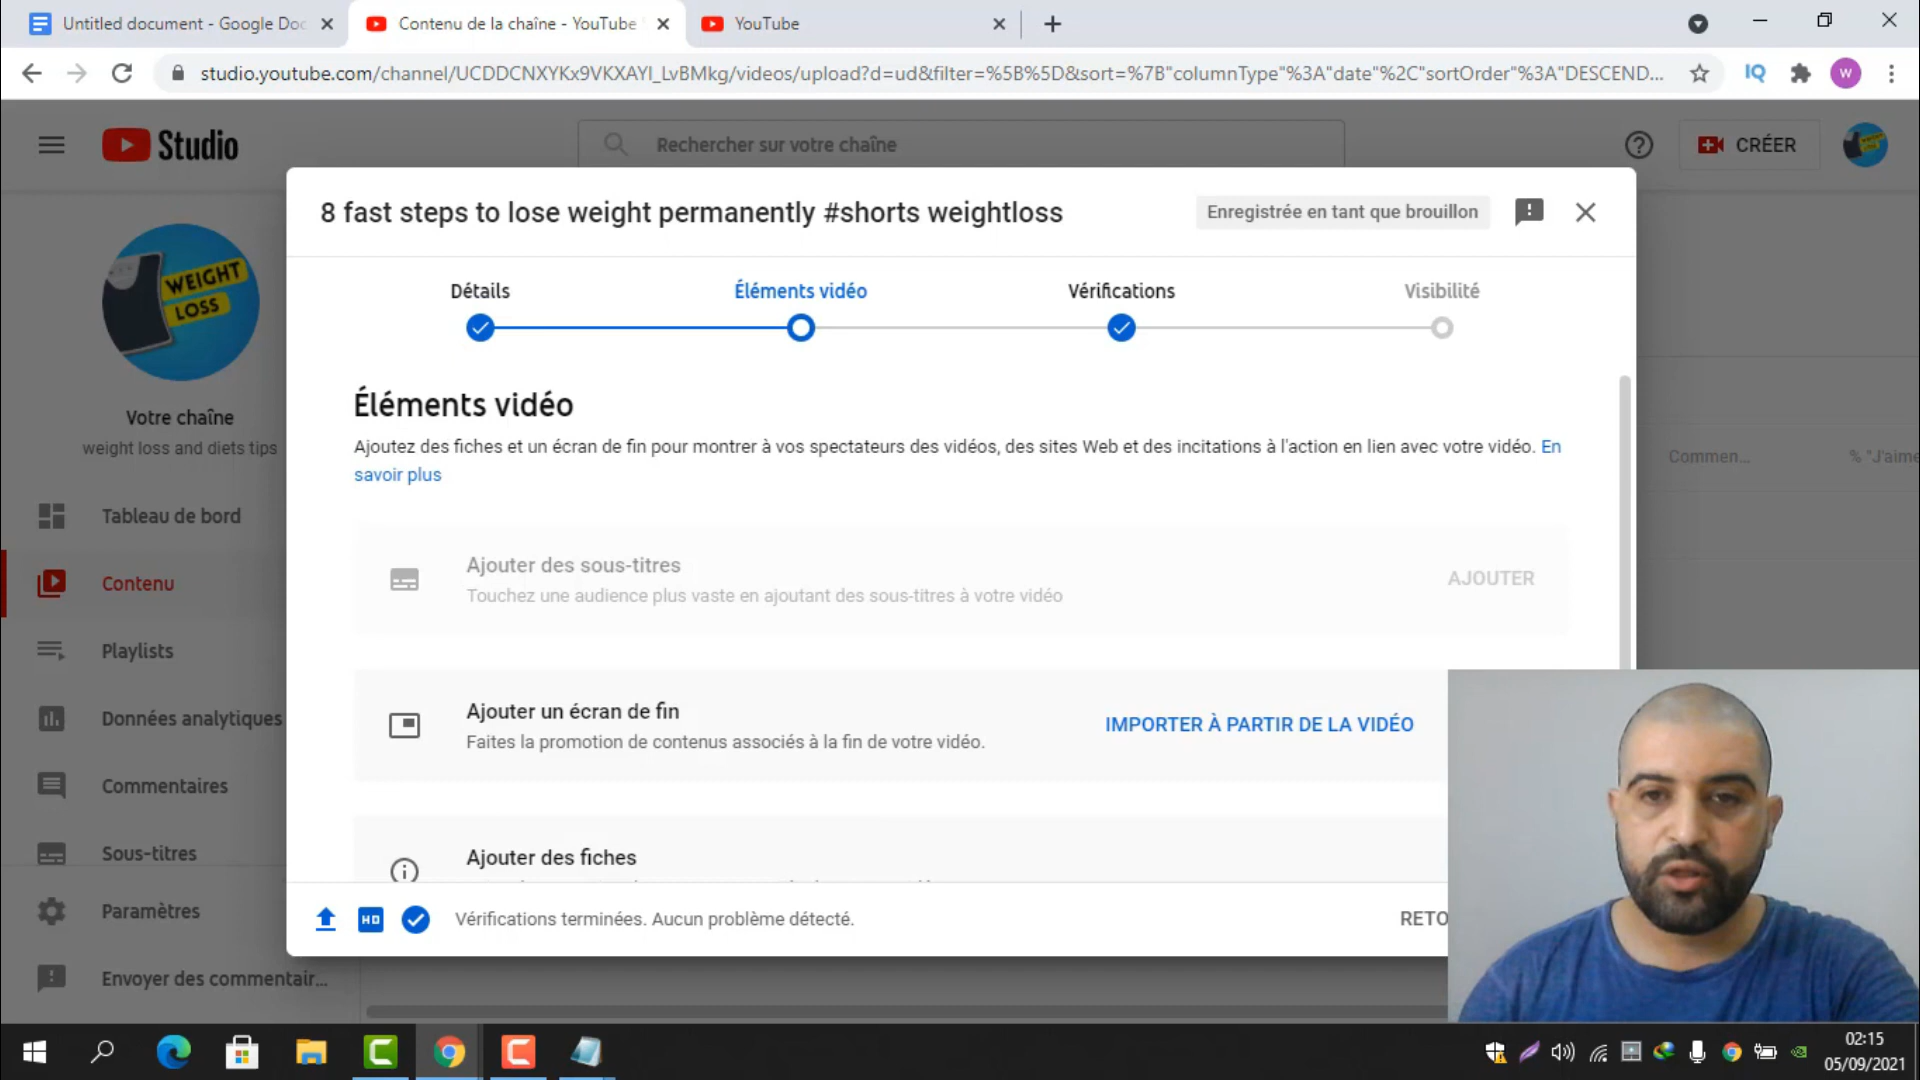 Untitled document - Google Doc
Contenu de la chaîne - YouTube
YouTube
studio.youtube.com/channel/UCDDCNXYKx9VKXAYI_LvBMkg/videos/upload?d=ud&filter=%5B%5D&sort=%7B"columnType"%3A"date"%2C"sortOrder"%3A"DESCEND...
IQ
W
Studio
Rechercher sur votre chaîne
CRÉER
8 fast steps to lose weight permanently #shorts weightloss
Enregistrée en tant que brouillon
Détails
Éléments vidéo
Vérifications
Visibilité
WEIGHT
LOSS
Votre chaîne
weight loss and diets tips
Tableau de bord
Contenu
Playlists
Données analytiques
Commentaires
Sous-titres
Paramètres
Envoyer des commentair...
Éléments vidéo
Ajoutez des fiches et un écran de fin pour montrer à vos spectateurs des vidéos, des sites Web et des incitations à l'action en lien avec votre vidéo. En
savoir plus
Commen...
% "J'aime
Ajouter des sous-titres
Touchez une audience plus vaste en ajoutant des sous-titres à votre vidéo
AJOUTER
Ajouter un écran de fin
Faites la promotion de contenus associés à la fin de votre vidéo.
IMPORTER À PARTIR DE LA VIDÉO
Ajouter des fiches
HD
Vérifications terminées. Aucun problème détecté.
RETO
02:15
05/09/2021